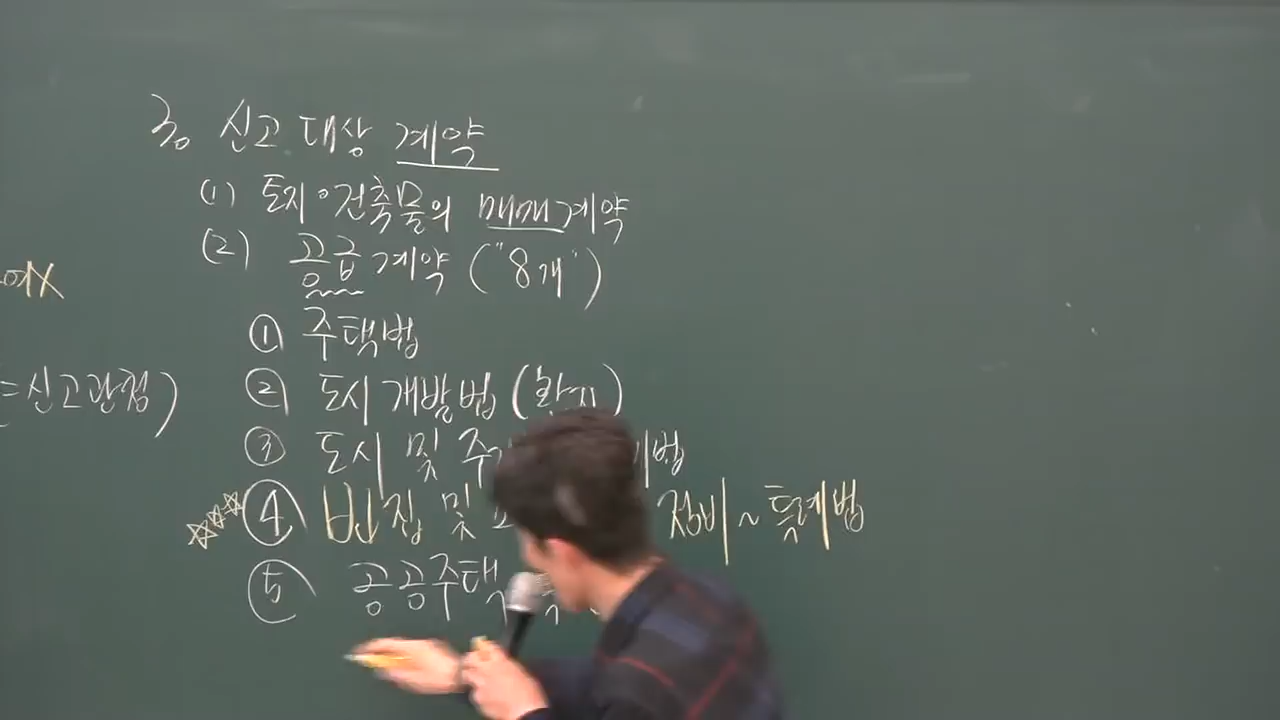 3. 신고 대상 계약
(1) 토지·건축물의 매매계약
(2) 공급계약 ("8개")
① 주택법
여X
② 도시개발법 (환지)
=신고관청)
③ 도시 및 법
④ 빈집 및 정비~특례법
⑤ 공공주택